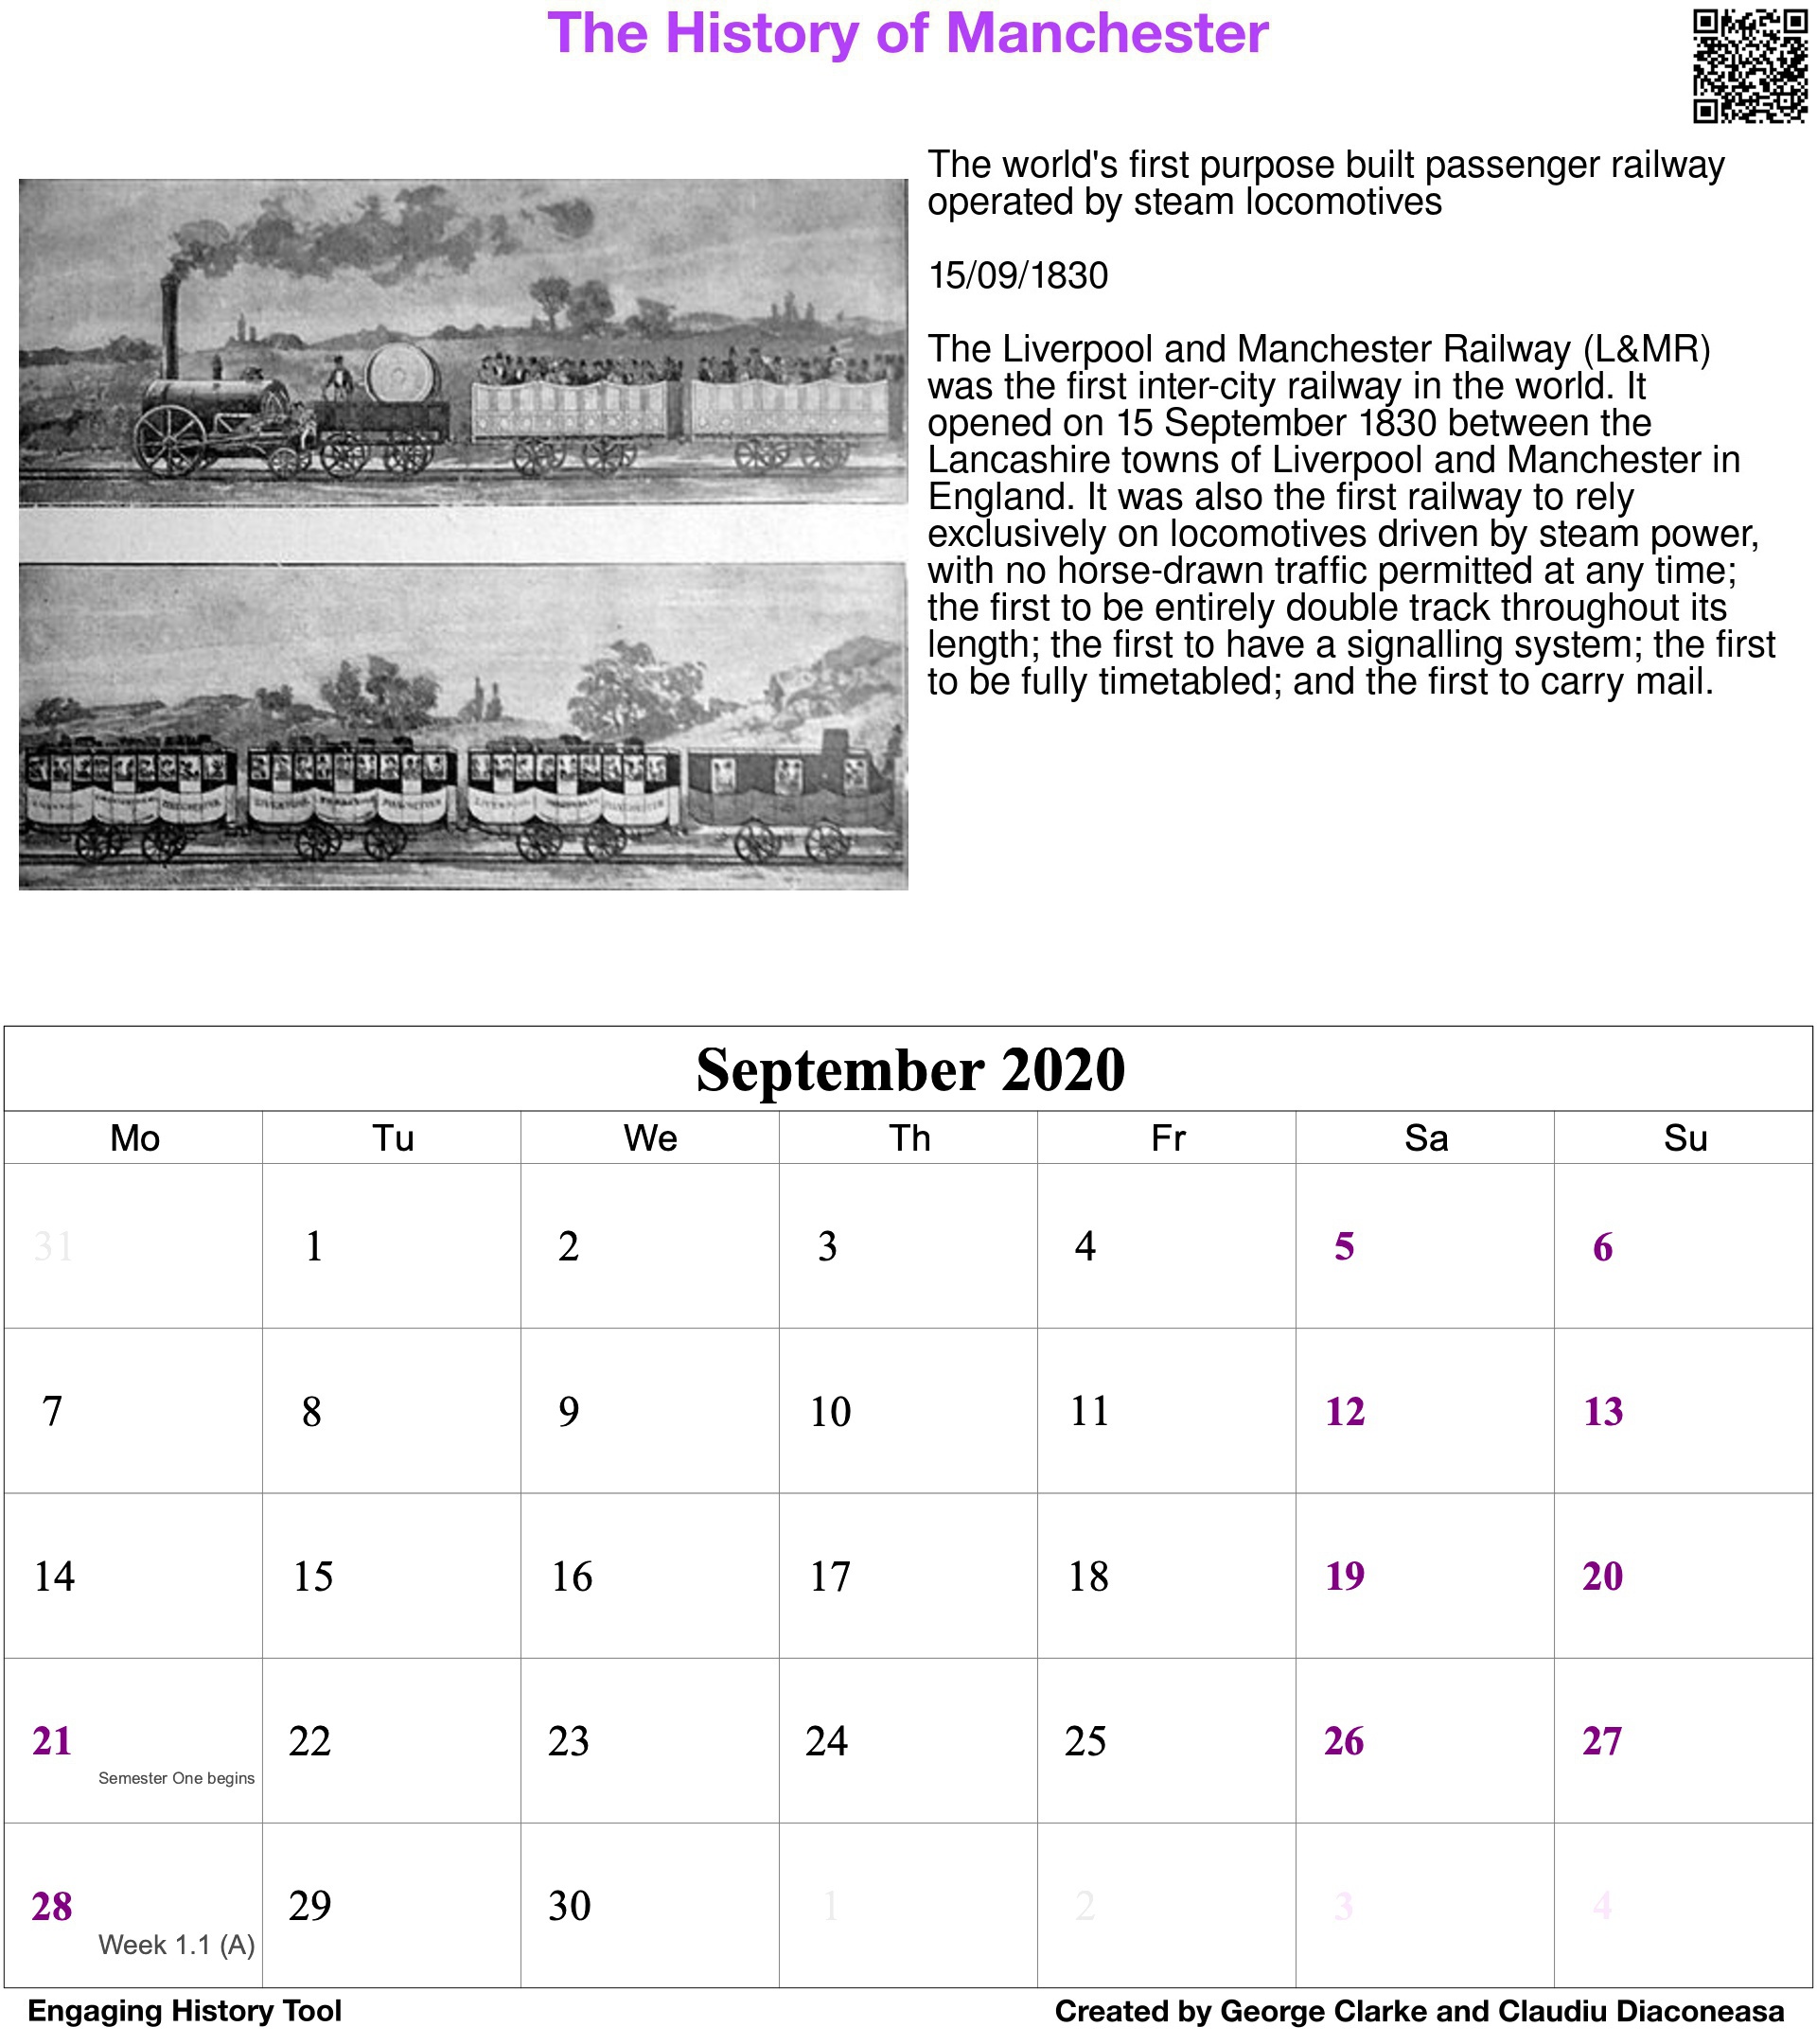 The History of Manchester
The world's first purpose built passenger railway
operated by steam locomotives
15/09/1830
The Liverpool and Manchester Railway (L&MR)
was the first inter-city railway in the world. It
opened on 15 September 1830 between the
Lancashire towns of Liverpool and Manchester in
England. It was also the first railway to rely
exclusively on locomotives driven by steam power,
with no horse-drawn traffic permitted at any time;
the first to be entirely double track throughout its
length; the first to have a signalling system; the first
to be fully timetabled; and the first to carry mail.
LIVERPOOL MANCHESTER
September 2020
Mo Tu We Th Fr Sa Su
31 1 2 3 4 5 6
7 8 9 10 11 12 13
14 15 16 17 18 19 20
21 22 23 24 25 26 27
Semester One begins
28 29 30 1 2 3 4
Week 1.1 (A)
Engaging History Tool Created by George Clarke and Claudiu Diaconeasa